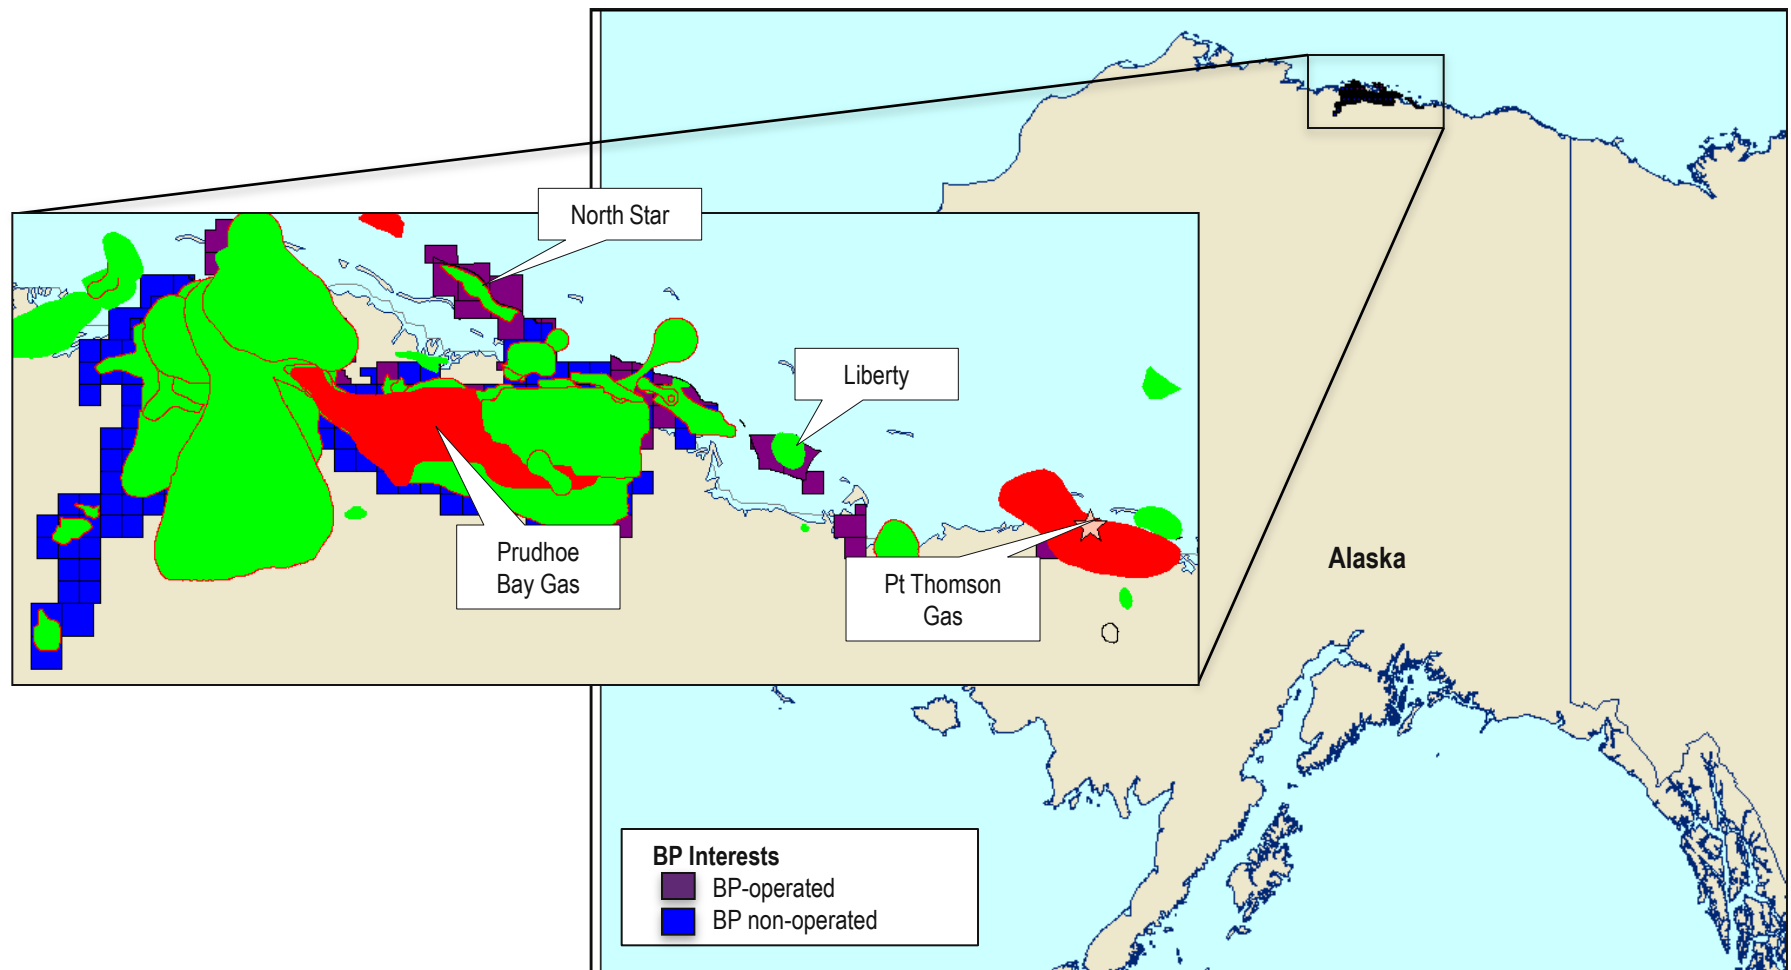 North Star
Liberty
Prudhoe
Bay Gas
Pt Thomson
Gas
Alaska
BP Interests
BP-operated
BP non-operated